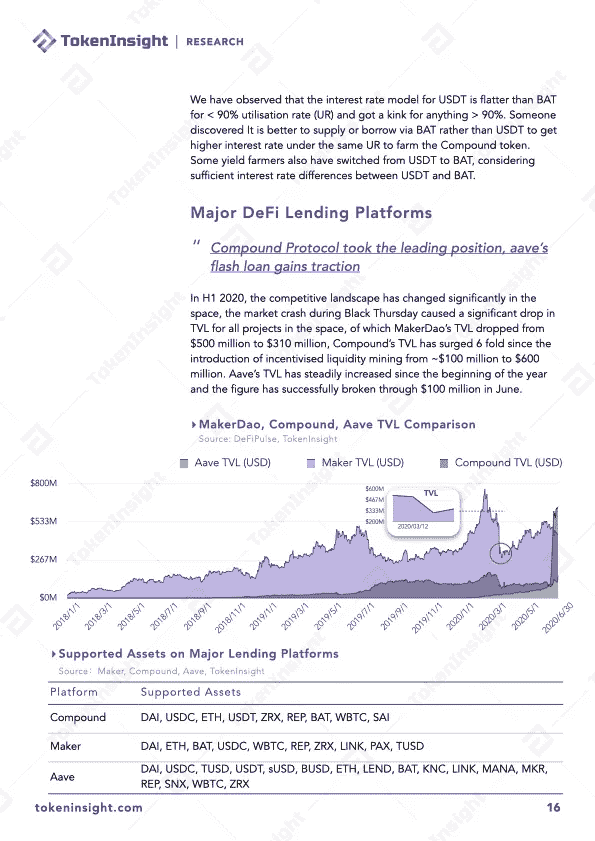 TokenInsight | RESEARCH
We have observed that the interest rate model for USDT is flatter than BAT
for < 90% utilisation rate (UR) and got a kink for anything > 90%. Someone
discovered It is better to supply or borrow via BAT rather than USDT to get
higher interest rate under the same UR to farm the Compound token.
Some yield farmers also have switched from USDT to BAT, considering
sufficient interest rate differences between USDT and BAT.
Major DeFi Lending Platforms
" Compound Protocol took the leading position, aave's
flash loan gains traction
In H1 2020, the competitive landscape has changed significantly in the
space, the market crash during Black Thursday caused a significant drop in
TVL for all projects in the space, of which MakerDao's TVL dropped from
$500 million to $310 million, Compound's TVL has surged 6 fold since the
introduction of incentivised liquidity mining from ~$100 million to $600
million. Aave's TVL has steadily increased since the beginning of the year
and the figure has successfully broken through $100 million in June.
MakerDao, Compound, Aave TVL Comparison
Source: DeFiPulse, TokenInsight
Aave TVL (USD) Maker TVL (USD) Compound TVL (USD)
$800M
$533M
$267M
$0M
TVL
$600M
$467M
$333M
$200M
2020/03/12
2018/1/1 2018/3/1 2018/5/1 2018/7/1 2018/9/1 2018/11/1 2019/1/1 2019/3/1 2019/5/1 2019/7/1 2019/9/1 2019/11/1 2020/1/1 2020/3/1 2020/5/1 2020/6/30
Supported Assets on Major Lending Platforms
Source: Maker, Compound, Aave, TokenInsight
Platform Supported Assets
Compound DAI, USDC, ETH, USDT, ZRX, REP, BAT, WBTC, SAI
Maker DAI, ETH, BAT, USDC, WBTC, REP, ZRX, LINK, PAX, TUSD
Aave DAI, USDC, TUSD, USDT, sUSD, BUSD, ETH, LEND, BAT, KNC, LINK, MANA, MKR,
REP, SNX, WBTC, ZRX
tokeninsight.com 16